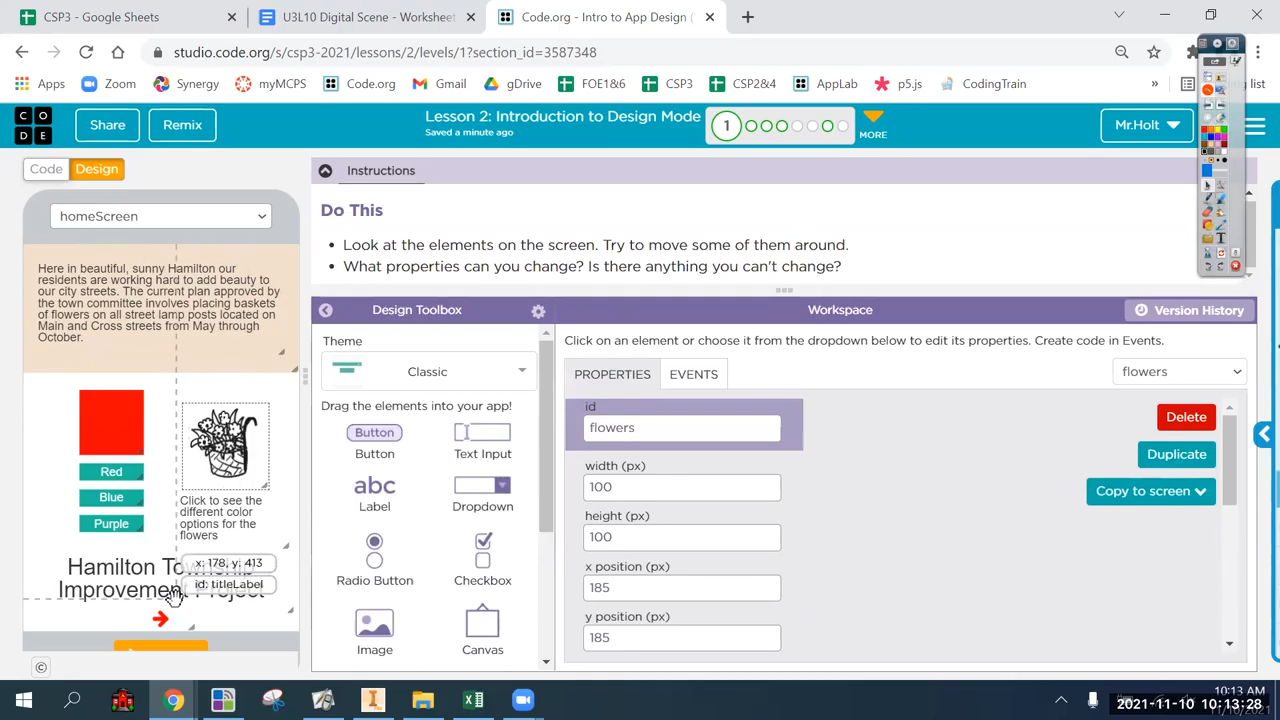 CSP3 - Google Sheets
U3L10 Digital Scene - Worksheet
Code.org - Intro to App Design (
studio.code.org/s/csp3-2021/lessons/2/levels/1?section_id=3587348
Apps
Zoom
Synergy
myMCPS
Code.org
Gmail
gDrive
FOE1&6
CSP3
CSP2&4
AppLab
p5.js
CodingTrain
»
C O
D E
Share
Remix
Lesson 2: Introduction to Design Mode
Saved a minute ago
1
MORE
Mr.Holt
Code
Design
Instructions
homeScreen
Do This
• Look at the elements on the screen. Try to move some of them around.
• What properties can you change? Is there anything you can't change?
Here in beautiful, sunny Hamilton our
residents are working hard to add beauty to
our city streets. The current plan approved by
the town committee involves placing baskets
of flowers on all street lamp posts located on
Main and Cross streets from May through
October.
Red
Blue
Purple
Click to see the
different color
options for the
flowers
Hamilton
Improvement
x: 178, y: 413
id: titleLabel
Design Toolbox
Theme
Classic
Drag the elements into your app!
Button
Button
Text Input
abc
Label
Dropdown
Radio Button
Checkbox
Image
Canvas
Workspace
Version History
Click on an element or choose it from the dropdown below to edit its properties. Create code in Events.
PROPERTIES
EVENTS
flowers
id
flowers
width (px)
100
height (px)
100
x position (px)
185
y position (px)
185
Delete
Duplicate
Copy to screen
©
2021-11-10 10:13:28